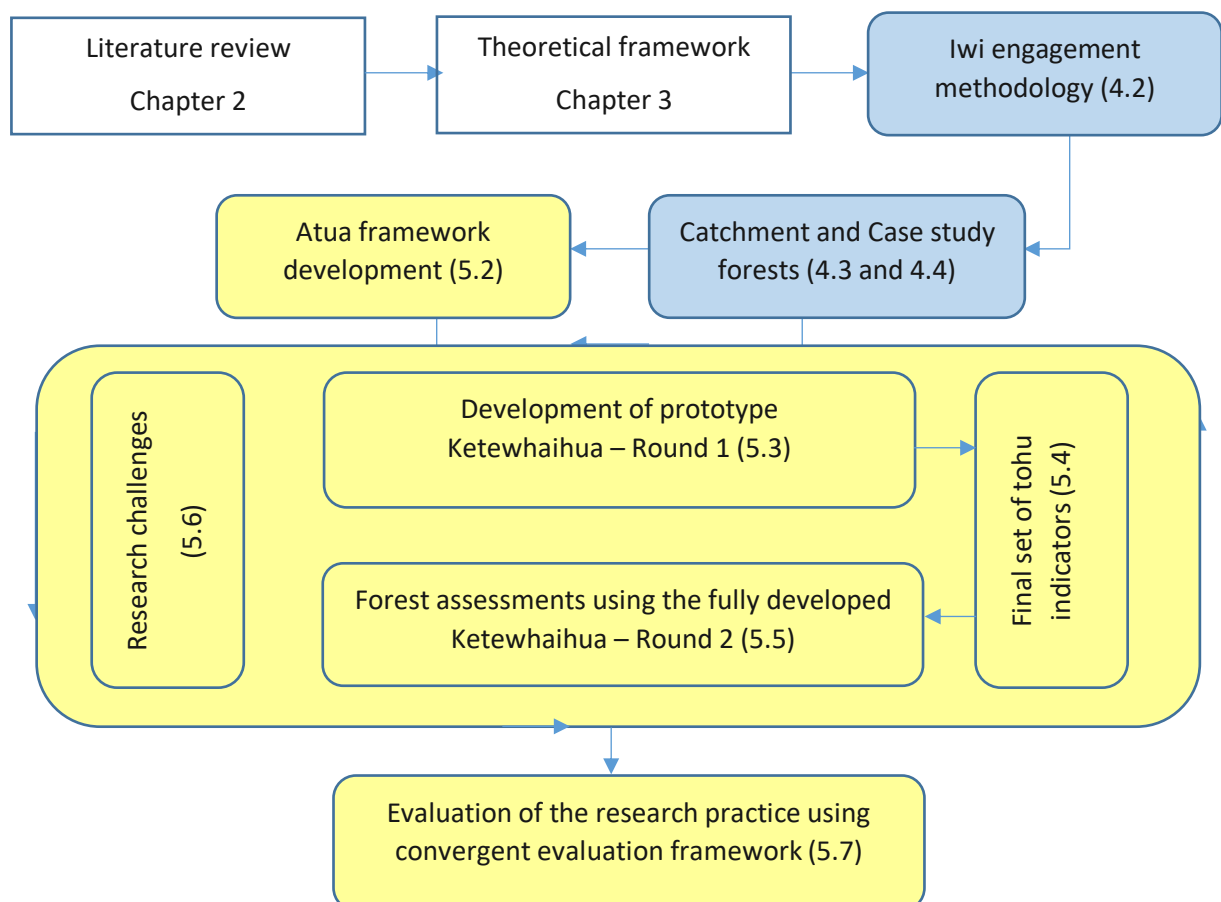 Literature review
Chapter 2
Theoretical framework
Chapter 3
Iwi engagement
methodology (4.2)
Atua framework
development (5.2)
Catchment and Case study
forests (4.3 and 4.4)
Research challenges
(5.6)
Development of prototype
Ketewhaihua – Round 1 (5.3)
Final set of tohu
indicators (5.4)
Forest assessments using the fully developed
Ketewhaihua – Round 2 (5.5)
Evaluation of the research practice using
convergent evaluation framework (5.7)